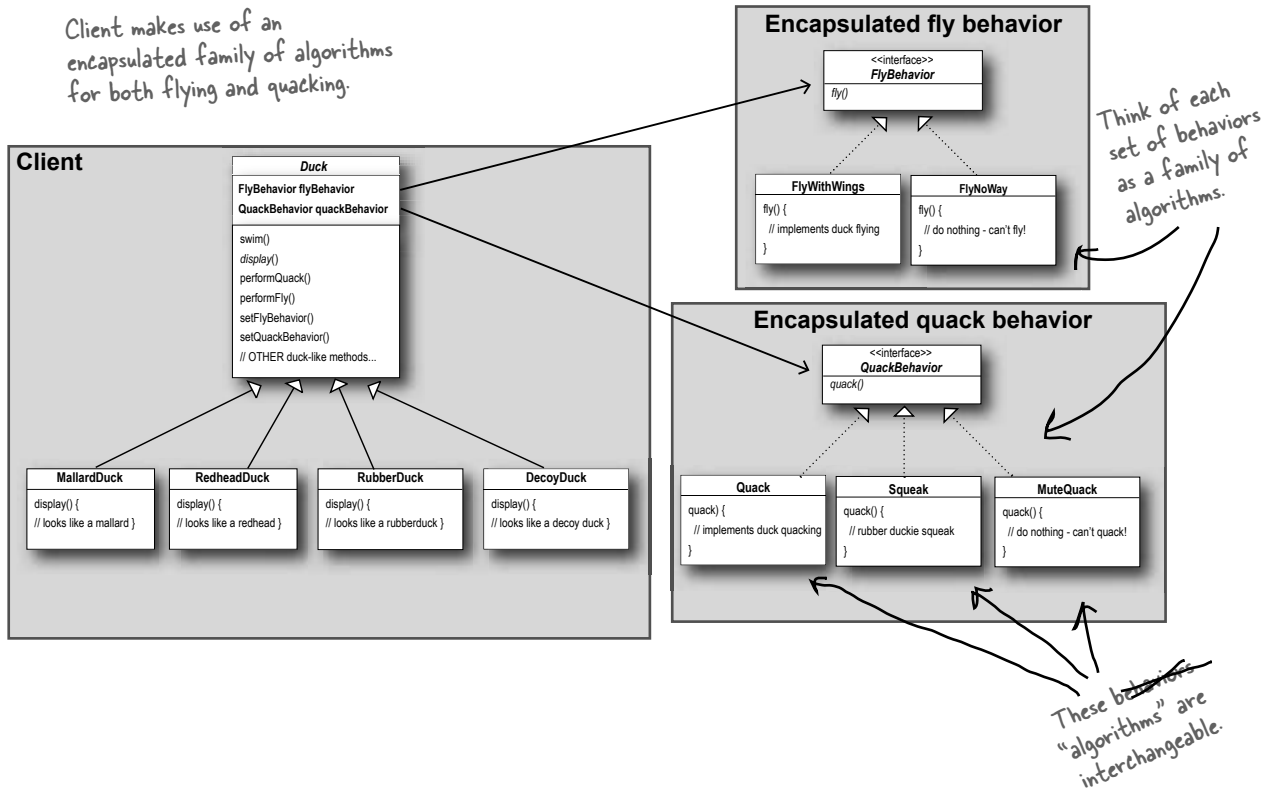 Client makes use of an
encapsulated family of algorithms
for both flying and quacking.
Client
Duck
FlyBehavior flyBehavior
QuackBehavior quackBehavior
swim()
display()
performQuack()
performFly()
setFlyBehavior()
setQuackBehavior()
// OTHER duck-like methods...
MallardDuck
display() {
// looks like a mallard }
RedheadDuck
display() {
// looks like a redhead }
RubberDuck
display() {
// looks like a rubberduck }
DecoyDuck
display() {
// looks like a decoy duck }
Encapsulated fly behavior
<<interface>>
FlyBehavior
fly()
FlyWithWings
fly() {
// implements duck flying
}
FlyNoWay
fly() {
// do nothing - can't fly!
}
Think of each
set of behaviors
as a family of
algorithms.
Encapsulated quack behavior
<<interface>>
QuackBehavior
quack()
Quack
quack) {
// implements duck quacking
}
Squeak
quack() {
// rubber duckie squeak
}
MuteQuack
quack() {
// do nothing - can't quack!
}
These behaviors
“algorithms” are
interchangeable.